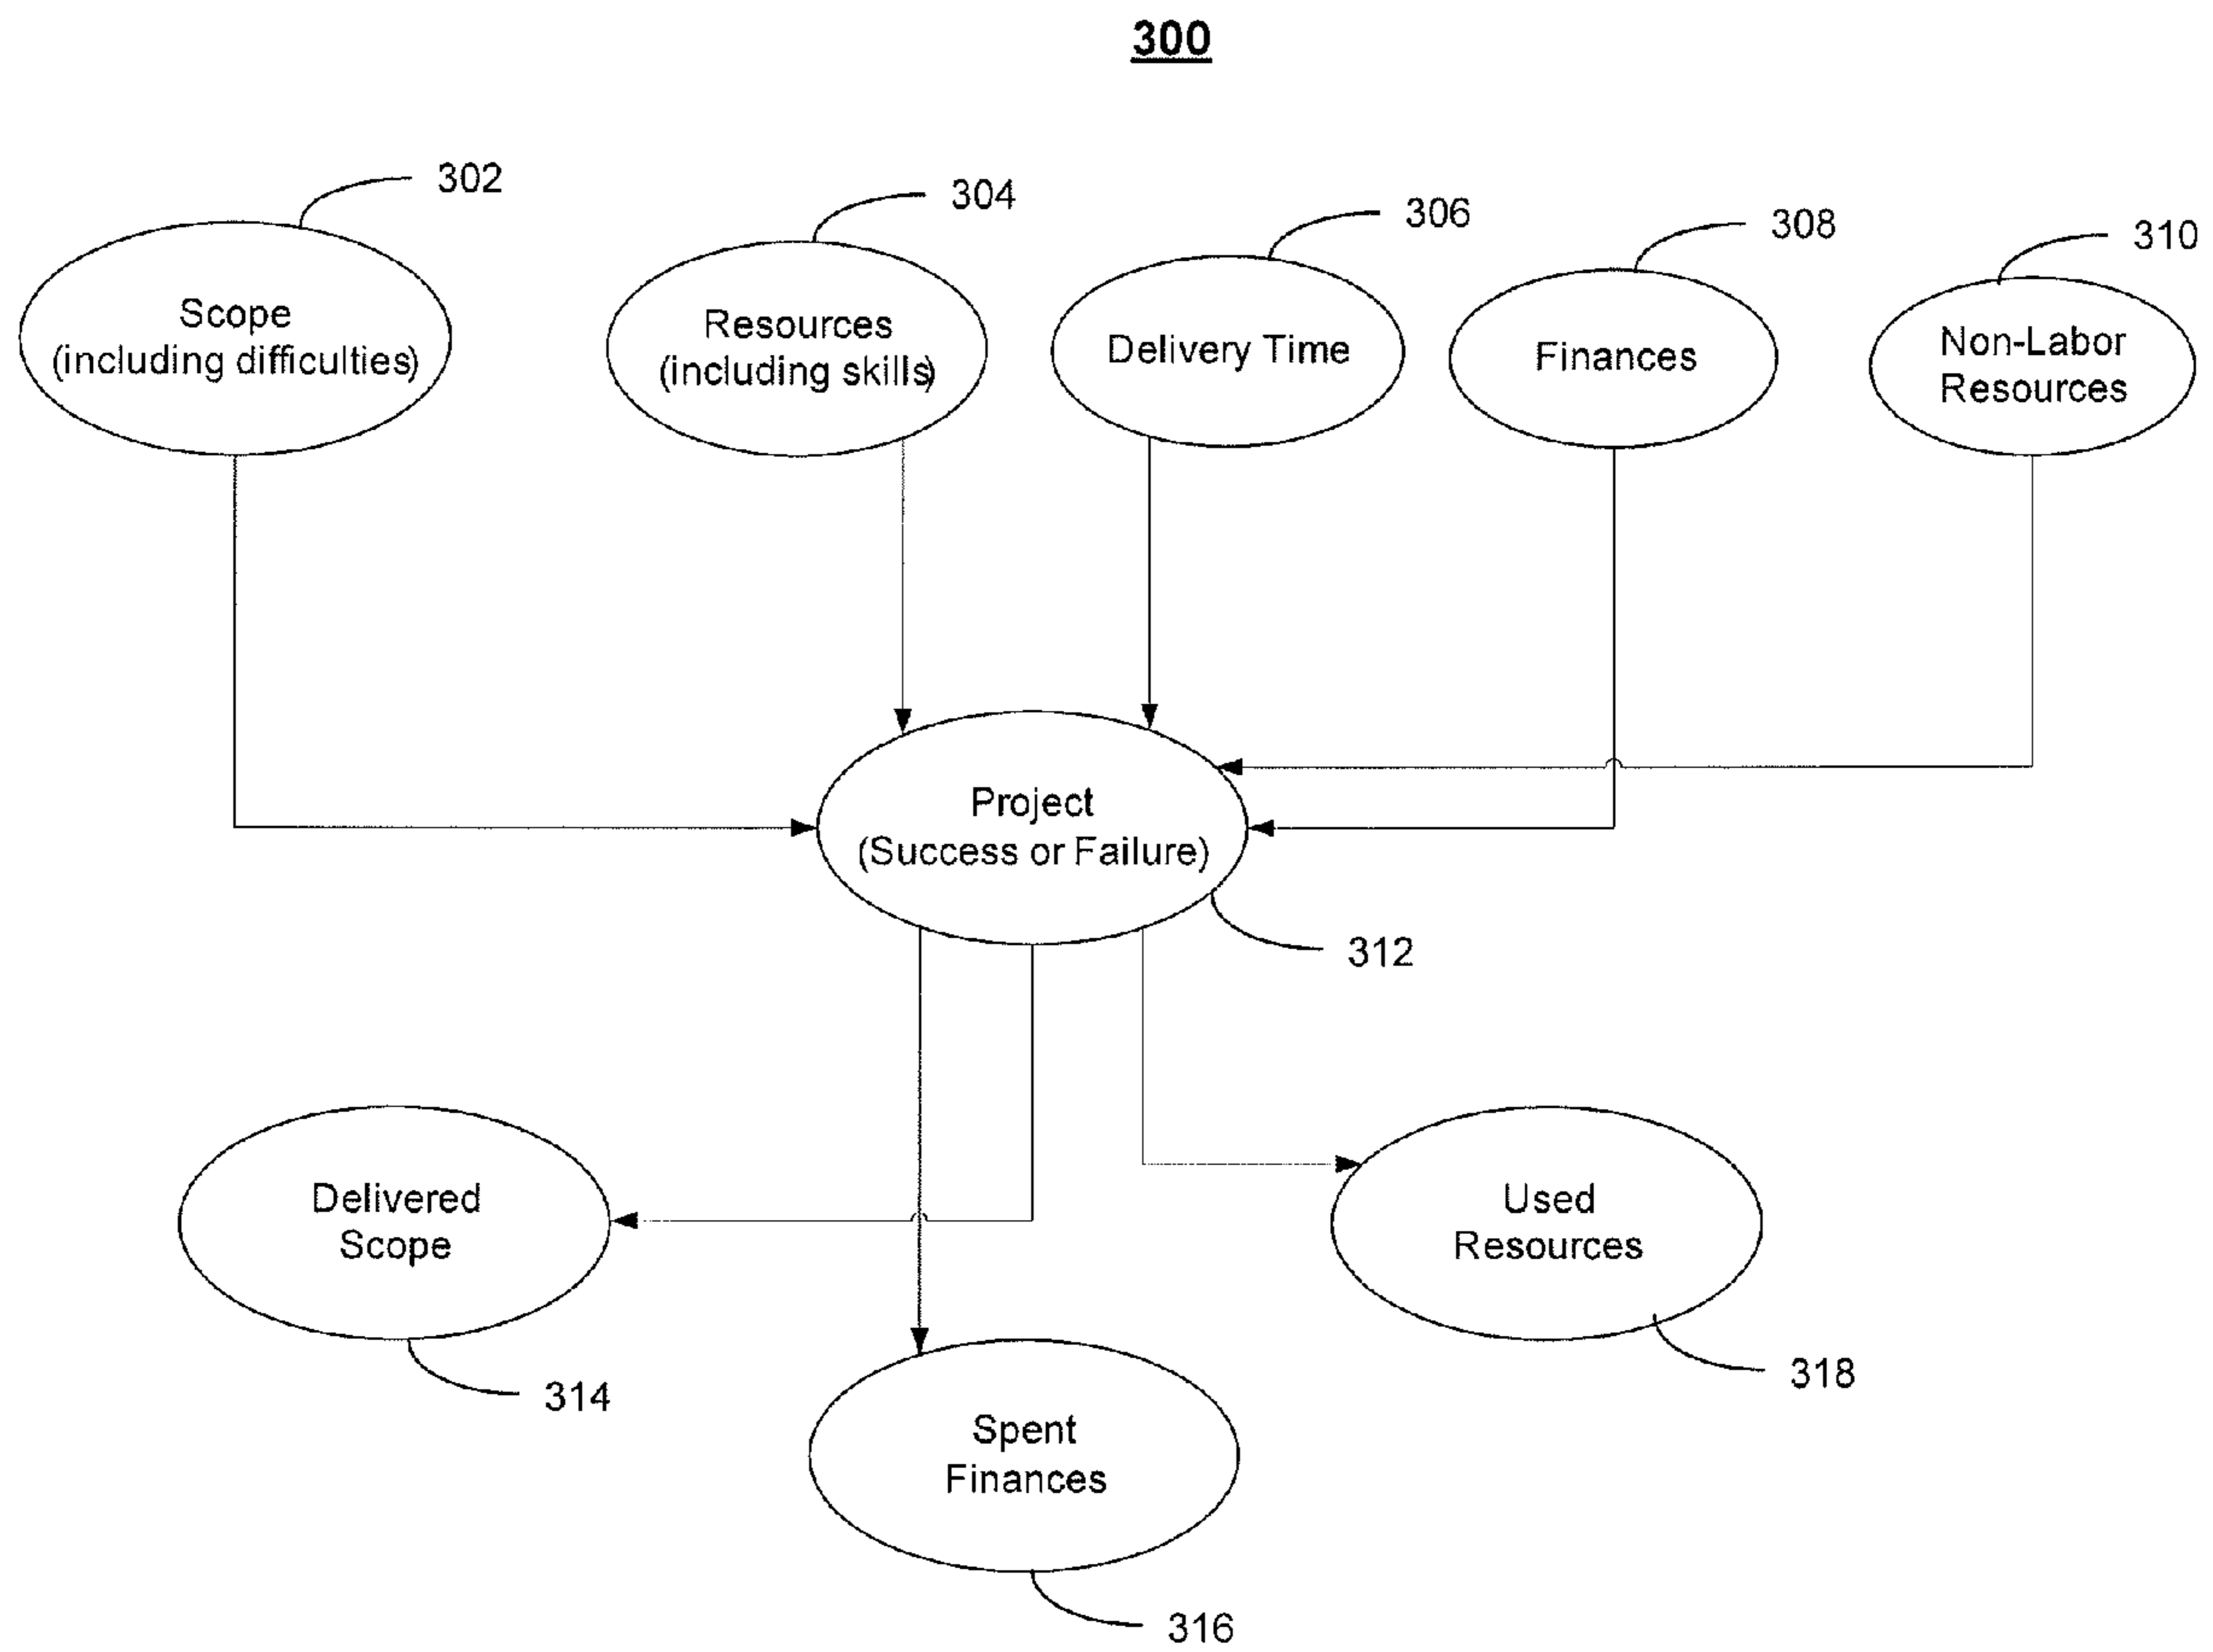 300
302
304
306
308
310
Scope
(including difficulties)
Resources
(including skills)
Delivery Time
Finances
Non-Labor
Resources
Project
(Success or Failure)
312
Delivered
Scope
Used
Resources
314
318
Spent
Finances
316